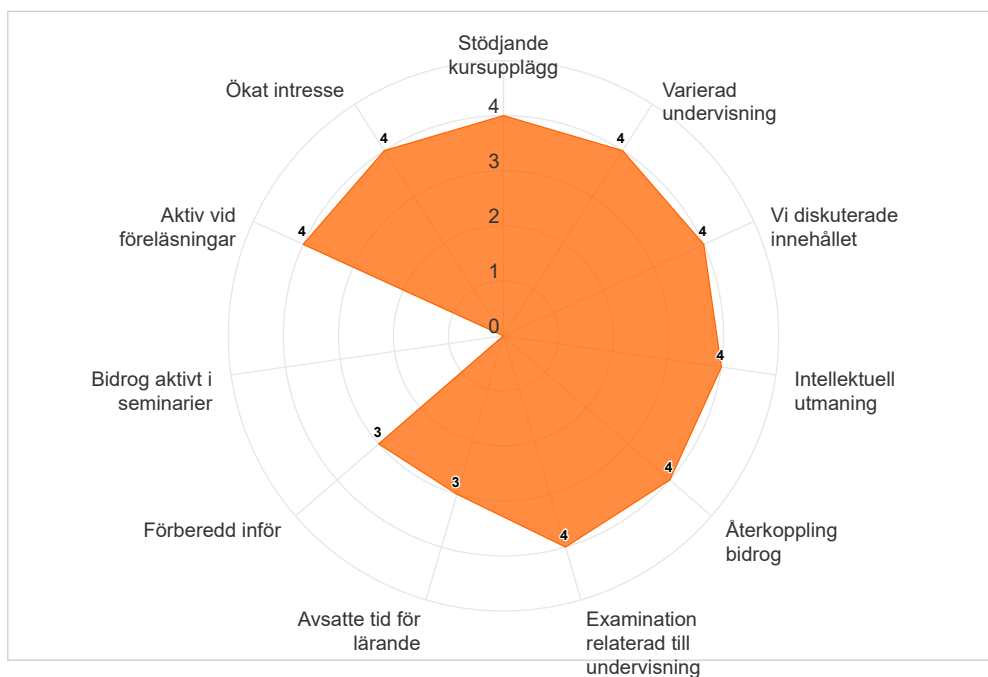 Stödjande
kursupplägg
Ökat intresse
Varierad
undervisning
4
4
4
3
Aktiv vid
föreläsningar
4
Vi diskuterade
innehållet
4
2
1
0
Bidrog aktivt i
seminarier
4
Intellektuell
utmaning
3
4
3
Förberedd inför
Återkoppling
bidrog
4
Avsatte tid för
lärande
Examination
relaterad till
undervisning